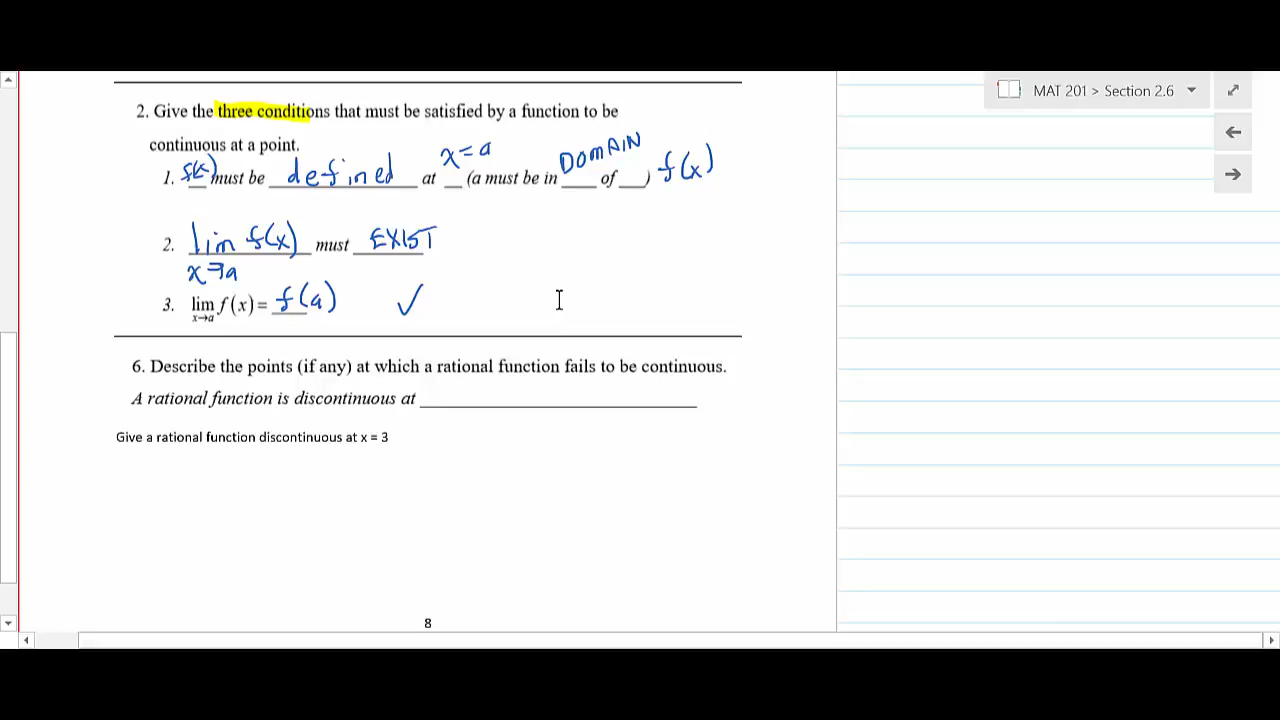 MAT 201 > Section 2.6
2. Give the three conditions that must be satisfied by a function to be
continuous at a point.
1. f(x) must be defined at x=a (a must be in DOMAIN of ___) f(x)
2. lim f(x) must EXIST
x→a
3. lim f(x) = f(a) ✓
x→a
6. Describe the points (if any) at which a rational function fails to be continuous.
A rational function is discontinuous at ____________________
Give a rational function discontinuous at x = 3
8